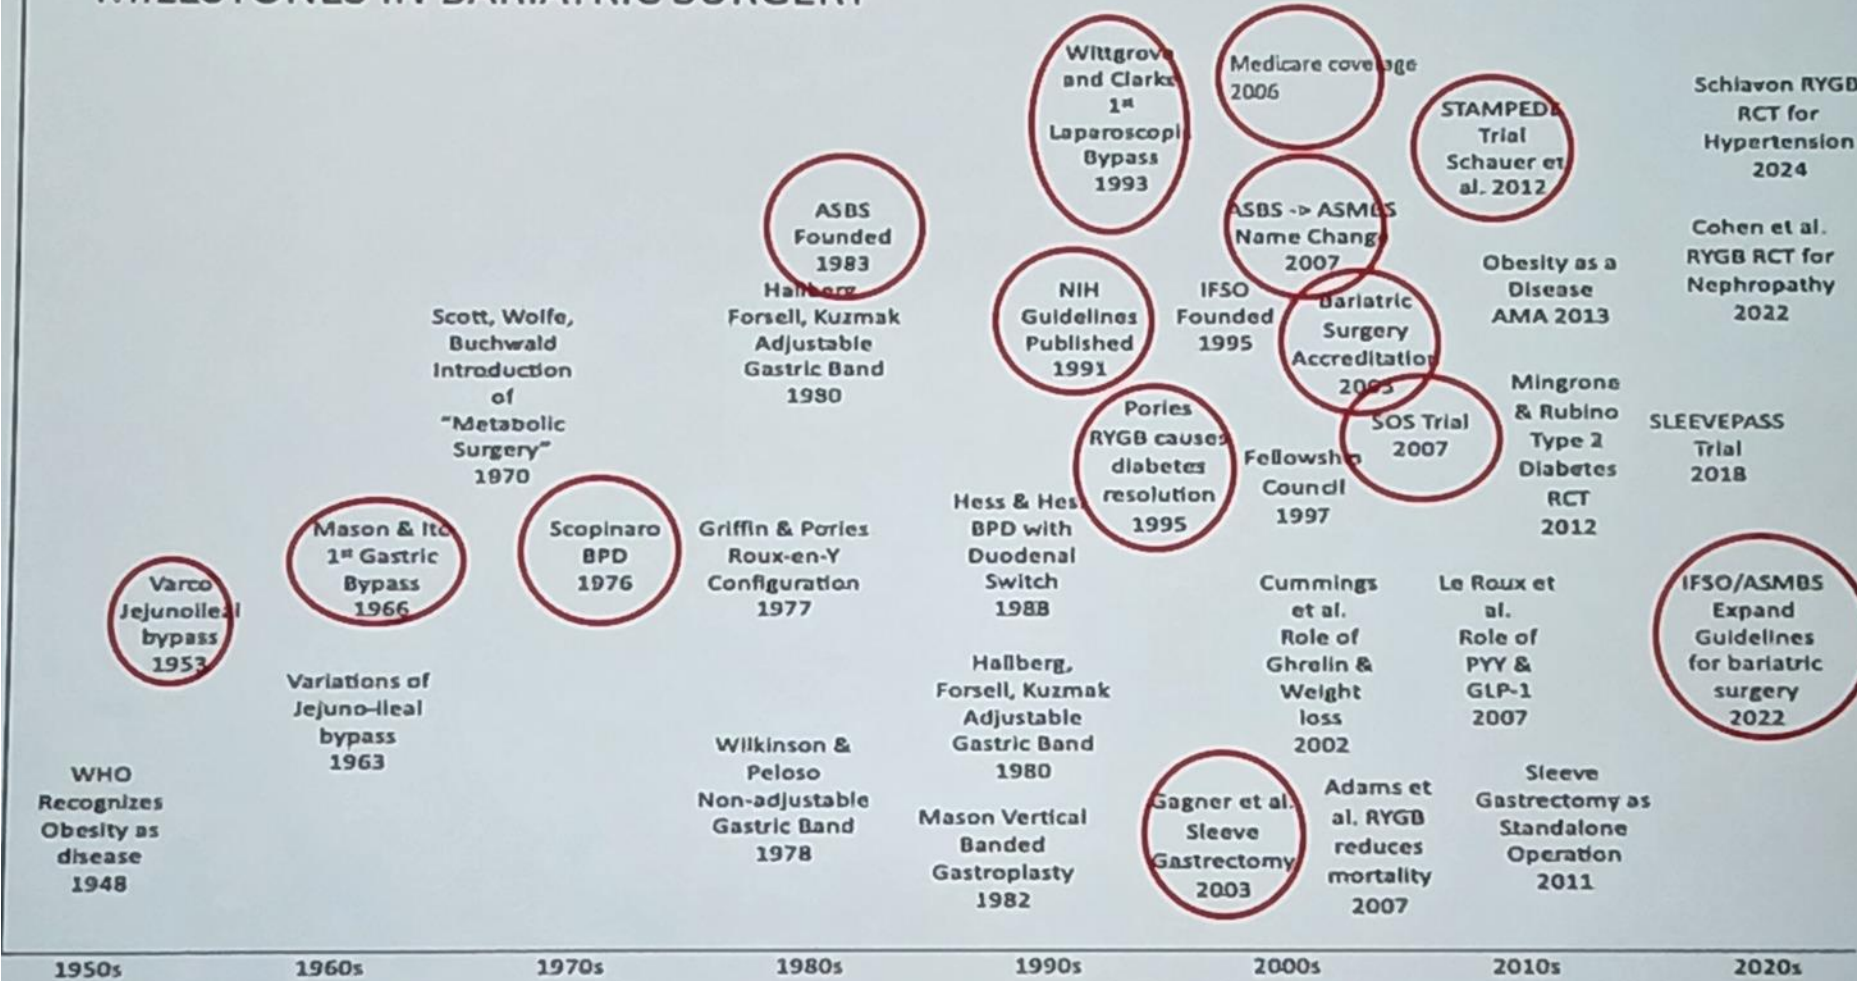 MILESTONES IN BARIATRIC SURGERY
Varco
Jejunoileal
bypass
1953
WHO
Recognizes
Obesity as
disease
1948
Mason & Ito
1st Gastric
Bypass
1966
Variations of
Jejuno-ileal
bypass
1963
Scott, Wolfe,
Buchwald
Introduction
of
"Metabolic
Surgery"
1970
Scopinaro
BPD
1976
ASBS
Founded
1983
Hallberg,
Forsell, Kuzmak
Adjustable
Gastric Band
1980
Griffin & Pories
Roux-en-Y
Configuration
1977
Wilkinson &
Peloso
Non-adjustable
Gastric Band
1978
Wittgrove
and Clarke
1st
Laparoscopic
Bypass
1993
NIH
Guidelines
Published
1991
Pories
RYGB causes
diabetes
resolution
1995
Hess & Hess
BPD with
Duodenal
Switch
1988
Hallberg,
Forsell, Kuzmak
Adjustable
Gastric Band
1980
Mason Vertical
Banded
Gastroplasty
1982
Medicare coverage
2006
ASBS -> ASMBS
Name Change
2007
IFSO
Founded
1995
Bariatric
Surgery
Accreditation
SOS Trial
2007
Fellowship
Council
1997
Cummings
et al.
Role of
Ghrelin &
Weight
loss
2002
Gagner et al.
Sleeve
Gastrectomy
2003
Adams et
al. RYGB
reduces
mortality
2007
STAMPEDE
Trial
Schauer et
al. 2012
Obesity as a
Disease
AMA 2013
Mingrone
& Rubino
Type 2
Diabetes
RCT
2012
Le Roux et
al.
Role of
PYY &
GLP-1
2007
Sleeve
Gastrectomy as
Standalone
Operation
2011
Schiavon RYGB
RCT for
Hypertension
2024
Cohen et al.
RYGB RCT for
Nephropathy
2022
SLEEVEPASS
Trial
2018
IFSO/ASMBS
Expand
Guidelines
for bariatric
surgery
2022
1950s 1960s 1970s 1980s 1990s 2000s 2010s 2020s